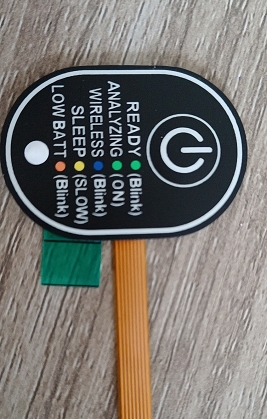 READY (Blink)
ANALYZING (ON)
WIRELESS (Blink)
SLEEP (SLOW)
LOW BATT (Blink)